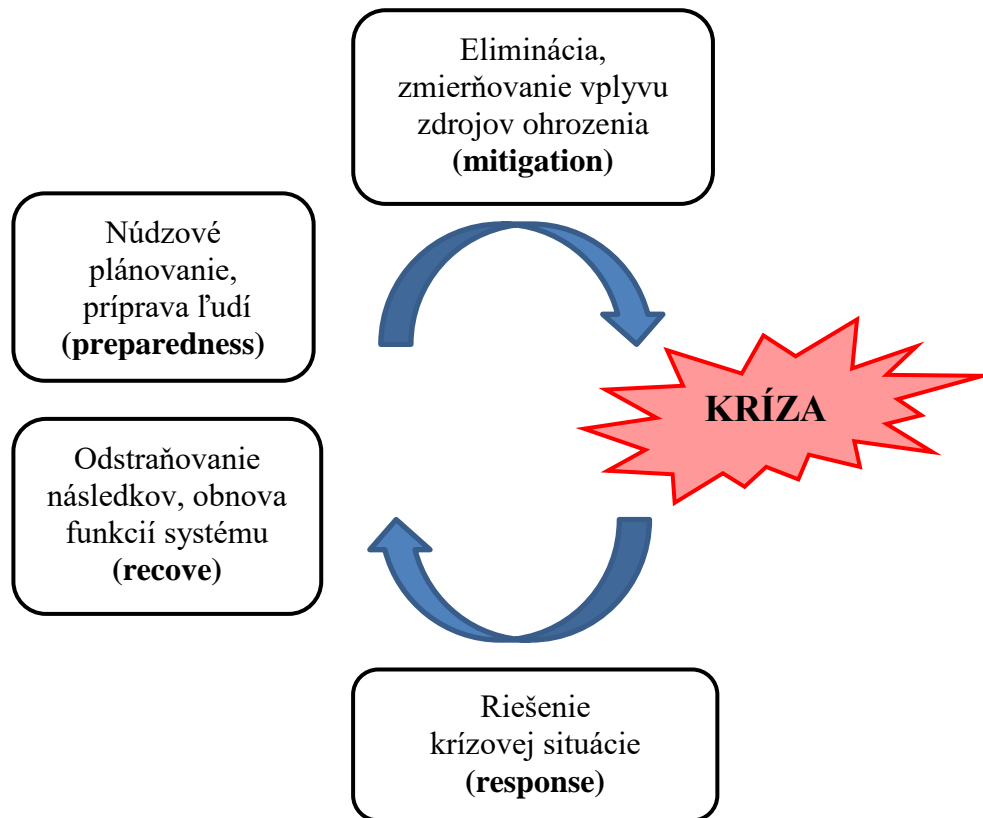 Eliminácia,
zmierňovanie vplyvu
zdrojov ohrozenia
(mitigation)
Núdzové
plánovanie,
príprava ľudí
(preparedness)
KRÍZA
Odstraňovanie
následkov, obnova
funkcií systému
(recove)
Riešenie
krízovej situácie
(response)